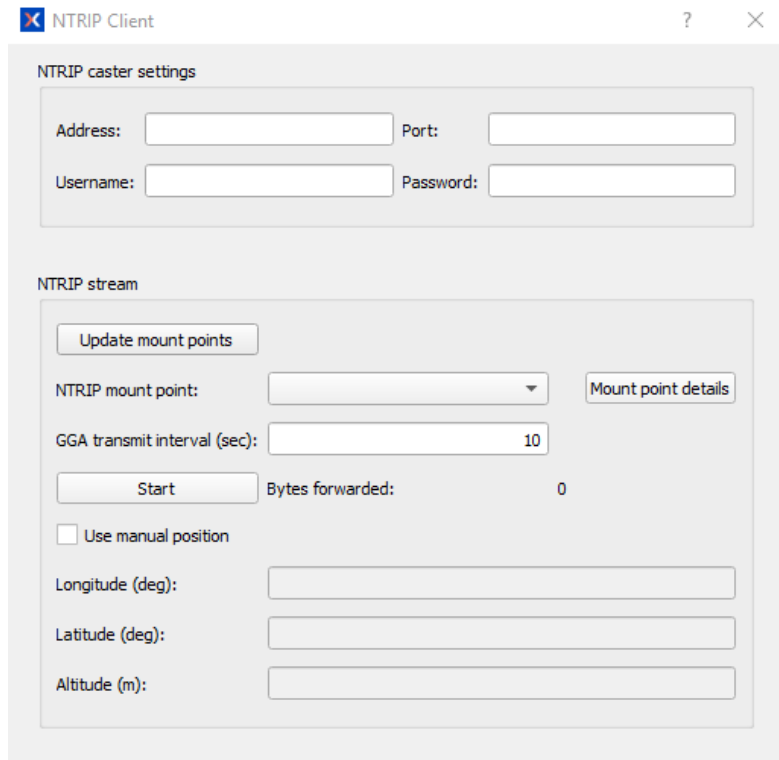 NTRIP Client ?
NTRIP caster settings
Address: Port:
Username: Password:
NTRIP stream
Update mount points
NTRIP mount point: Mount point details
GGA transmit interval (sec): 10
Start Bytes forwarded: 0
Use manual position
Longitude (deg):
Latitude (deg):
Altitude (m):